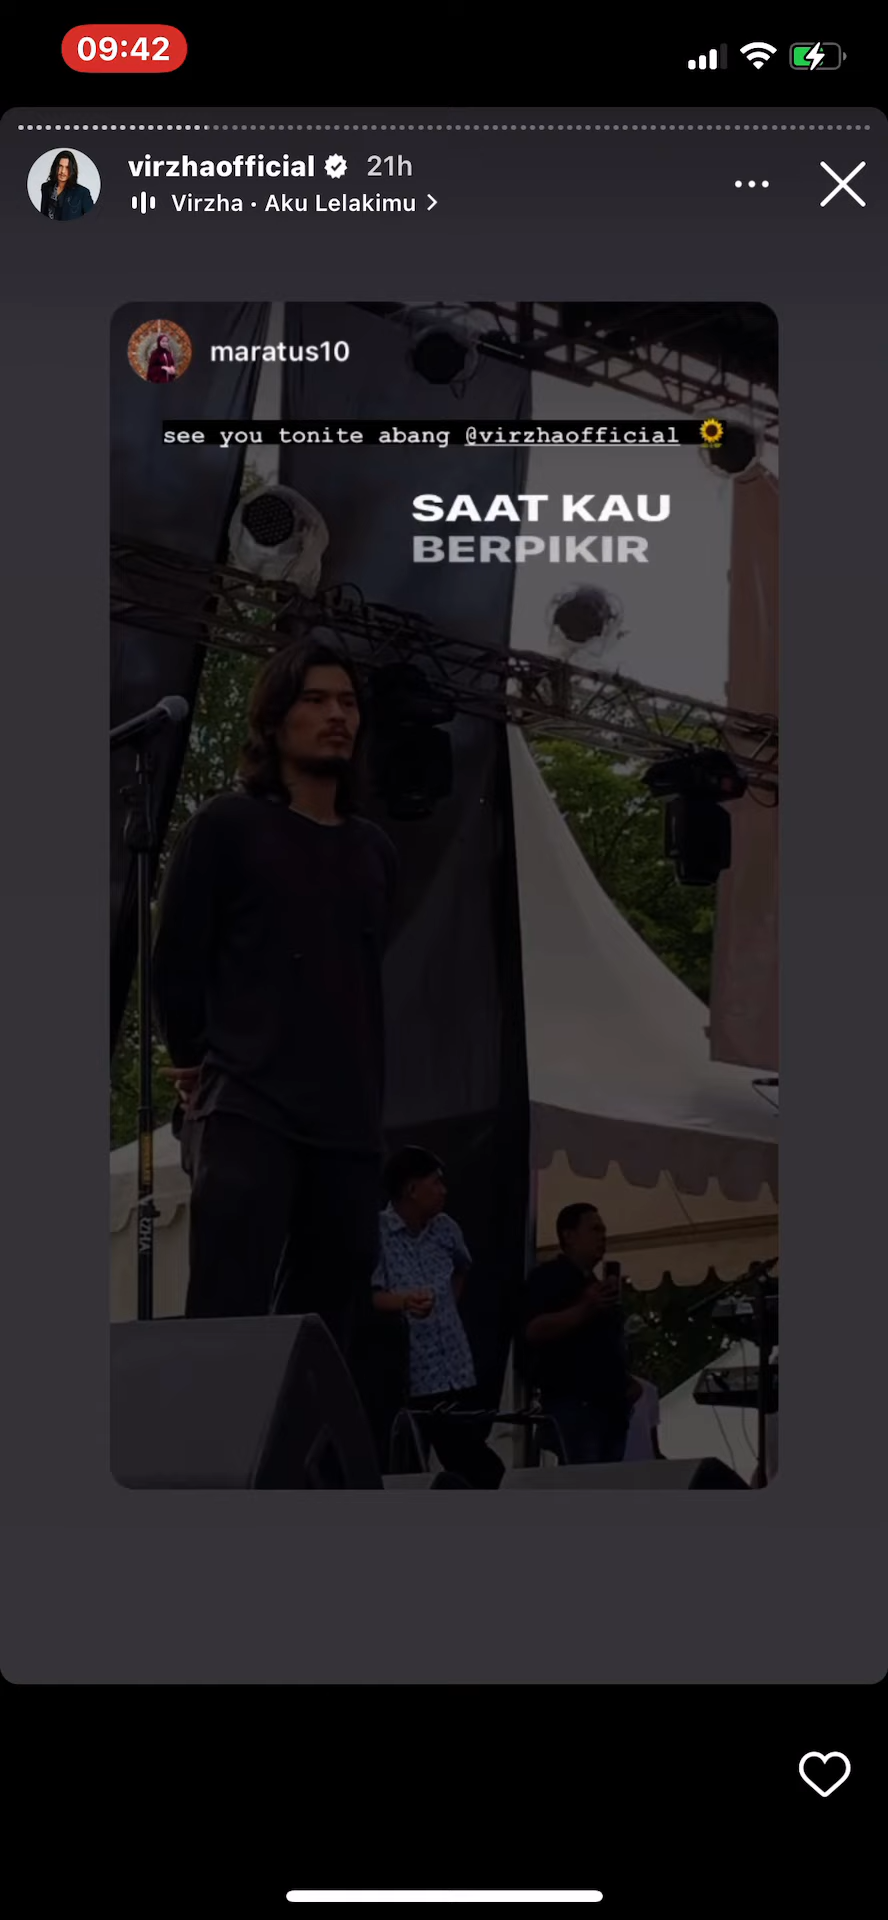 09:42
virzhaofficial 21h
Virzha • Aku Lelakimu
maratus10
see you tonite abang @virzhaofficial 🌻
SAAT KAU
BERPIKIR